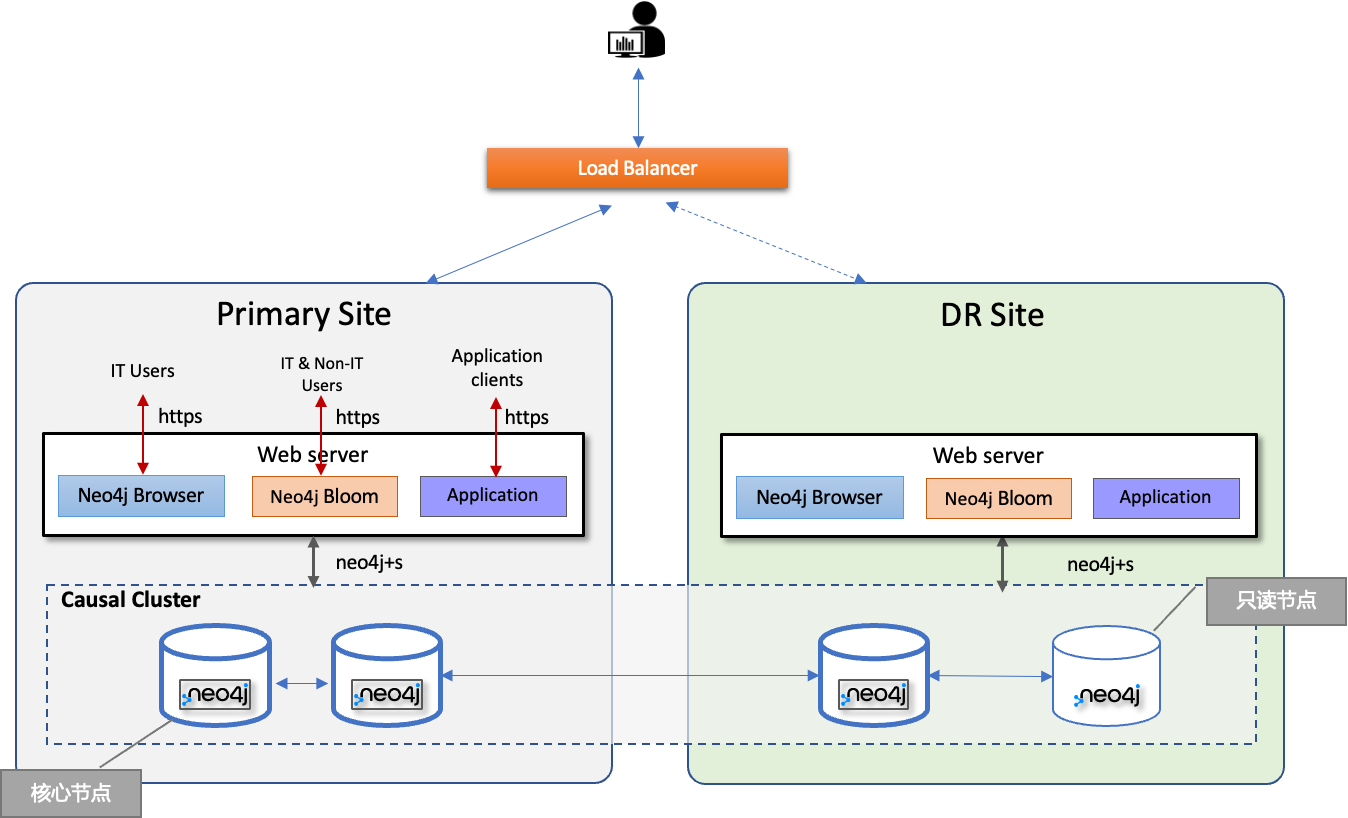 Load Balancer
Primary Site
IT Users
IT & Non-IT
Users
Application
clients
https
https
https
Web server
Neo4j Browser
Neo4j Bloom
Application
neo4j+s
DR Site
Web server
Neo4j Browser
Neo4j Bloom
Application
neo4j+s
Causal Cluster
neo4j
neo4j
neo4j
neo4j
只读节点
核心节点